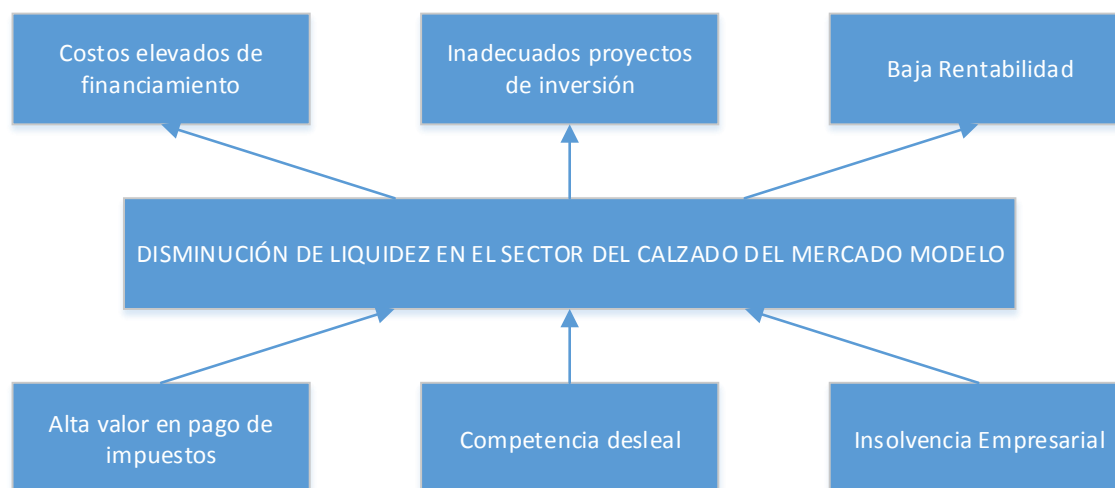 Costos elevados de
financiamiento
Inadecuados proyectos
de inversión
Baja Rentabilidad
DISMINUCIÓN DE LIQUIDEZ EN EL SECTOR DEL CALZADO DEL MERCADO MODELO
Alta valor en pago de
impuestos
Competencia desleal
Insolvencia Empresarial